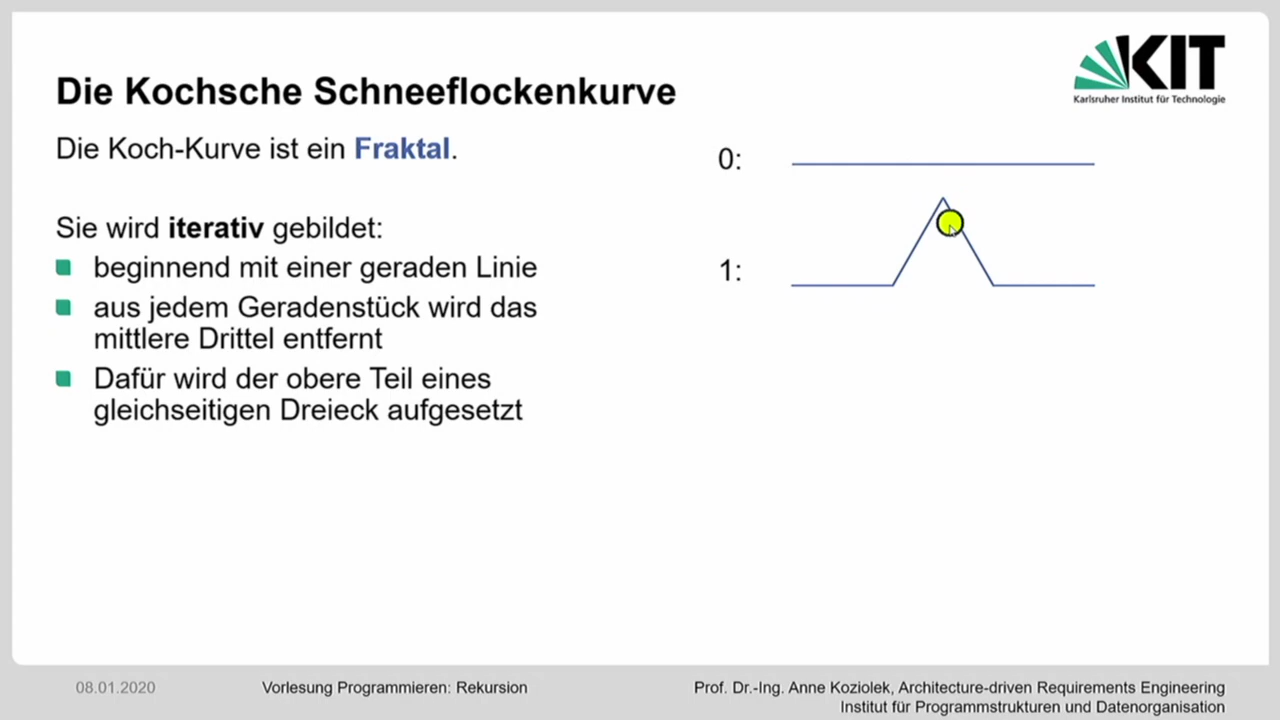 KIT
Karlsruher Institut für Technologie
Die Kochsche Schneeflockenkurve
Die Koch-Kurve ist ein Fraktal.
Sie wird iterativ gebildet:
beginnend mit einer geraden Linie
aus jedem Geradenstück wird das
mittlere Drittel entfernt
Dafür wird der obere Teil eines
gleichseitigen Dreieck aufgesetzt
0:
1:
08.01.2020
Vorlesung Programmieren: Rekursion
Prof. Dr.-Ing. Anne Koziolek, Architecture-driven Requirements Engineering
Institut für Programmstrukturen und Datenorganisation